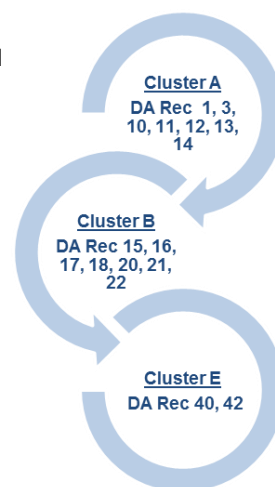 Cluster A
DA Rec 1, 3,
10, 11, 12, 13,
14
Cluster B
DA Rec 15, 16,
17, 18, 20, 21,
22
Cluster E
DA Rec 40, 42